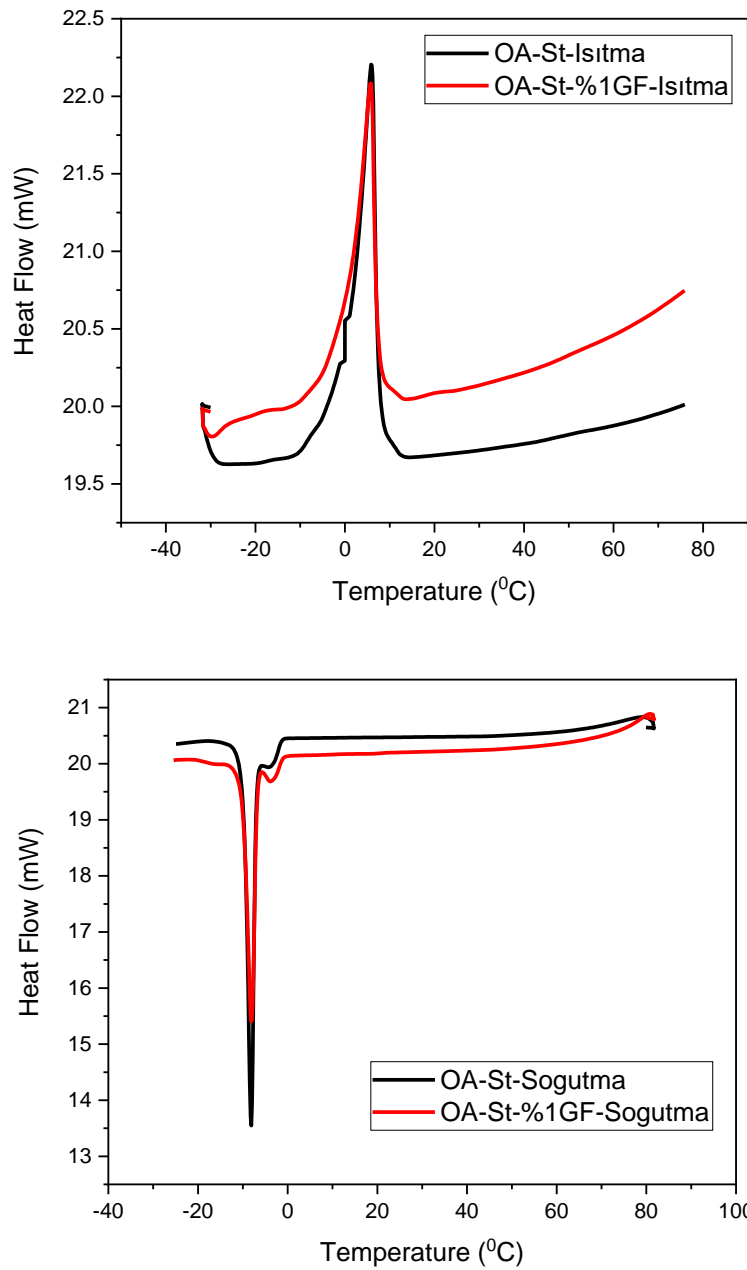 22.5
22.0
21.5
21.0
20.5
20.0
19.5
Heat Flow (mW)
OA-St-Isıtma
OA-St-%1GF-Isıtma
-40 -20 0 20 40 60 80
Temperature (⁰C)
21
20
19
18
17
16
15
14
13
Heat Flow (mW)
OA-St-Sogutma
OA-St-%1GF-Sogutma
-40 -20 0 20 40 60 80 100
Temperature (⁰C)